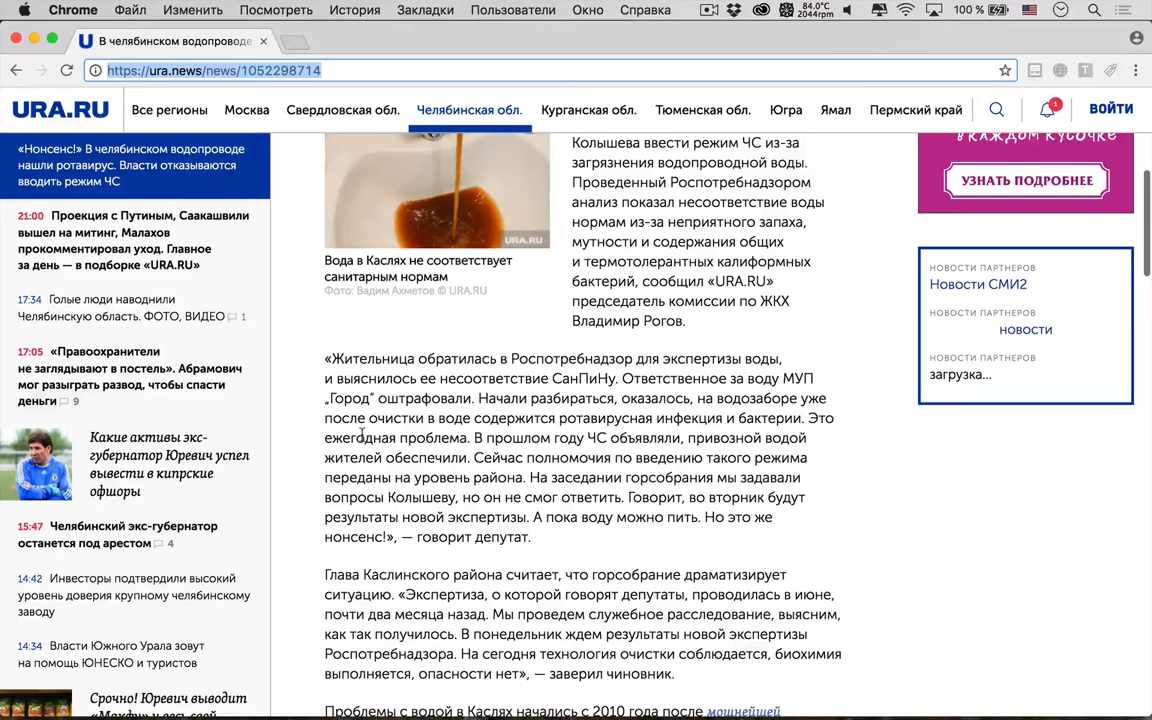 Chrome Файл Изменить Посмотреть История Закладки Пользователи Окно Справка 84.0°C 2044rpm 100 %
В челябинском водопроводе
https://ura.news/news/1052298714
URA.RU Все регионы Москва Свердловская обл. Челябинская обл. Курганская обл. Тюменская обл. Югра Ямал Пермский край 1 ВОЙТИ
«Нонсенс!» В челябинском водопроводе
нашли ротавирус. Власти отказываются
вводить режим ЧС
21:00 Проекция с Путиным, Саакашвили
вышел на митинг, Малахов
прокомментировал уход. Главное
за день — в подборке «URA.RU»
17:34 Голые люди наводнили
Челябинскую область. ФОТО, ВИДЕО 1
17:05 «Правоохранители
не заглядывают в постель». Абрамович
мог разыграть развод, чтобы спасти
деньги 9
Какие активы экс-
губернатор Юревич успел
вывести в кипрские
офшоры
15:47 Челябинский экс-губернатор
останется под арестом 4
14:42 Инвесторы подтвердили высокий
уровень доверия крупному челябинскому
заводу
14:34 Власти Южного Урала зовут
на помощь ЮНЕСКО и туристов
Срочно! Юревич выводит
URA.RU
Вода в Каслях не соответствует
санитарным нормам
Фото: Вадим Ахметов © URA.RU
Колышева ввести режим ЧС из-за
загрязнения водопроводной воды.
Проведенный Роспотребнадзором
анализ показал несоответствие воды
нормам из-за неприятного запаха,
мутности и содержания общих
и термотолерантных калиформных
бактерий, сообщил «URA.RU»
председатель комиссии по ЖКХ
Владимир Рогов.
«Жительница обратилась в Роспотребнадзор для экспертизы воды,
и выяснилось ее несоответствие СанПиНу. Ответственное за воду МУП
„Город“ оштрафовали. Начали разбираться, оказалось, на водозаборе уже
после очистки в воде содержится ротавирусная инфекция и бактерии. Это
ежегодная проблема. В прошлом году ЧС объявляли, привозной водой
жителей обеспечили. Сейчас полномочия по введению такого режима
переданы на уровень района. На заседании горсобрания мы задавали
вопросы Колышеву, но он не смог ответить. Говорит, во вторник будут
результаты новой экспертизы. А пока воду можно пить. Но это же
нонсенс!», — говорит депутат.
Глава Каслинского района считает, что горсобрание драматизирует
ситуацию. «Экспертиза, о которой говорят депутаты, проводилась в июне,
почти два месяца назад. Мы проведем служебное расследование, выясним,
как так получилось. В понедельник ждем результаты новой экспертизы
Роспотребнадзора. На сегодня технология очистки соблюдается, биохимия
выполняется, опасности нет», — заверил чиновник.
Проблемы с водой в Каслях начались с 2010 года после мощнейшей
В КАЖДОМ КУСОЧКЕ
УЗНАТЬ ПОДРОБНЕЕ
НОВОСТИ ПАРТНЕРОВ
Новости СМИ2
НОВОСТИ ПАРТНЕРОВ
НОВОСТИ
НОВОСТИ ПАРТНЕРОВ
загрузка...